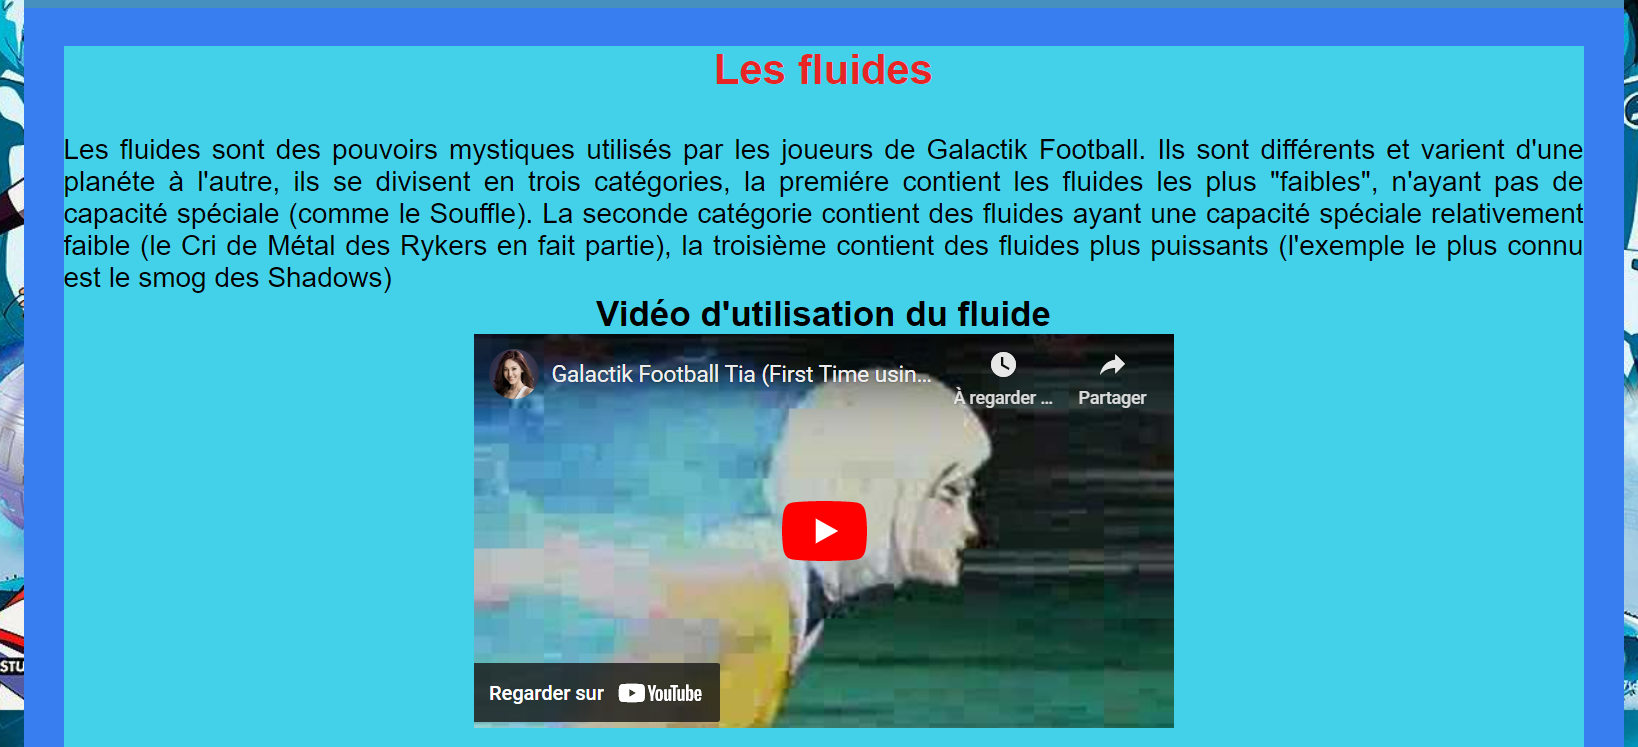 Les fluides
Les fluides sont des pouvoirs mystiques utilisés par les joueurs de Galactik Football. Ils sont différents et varient d'une
planéte à l'autre, ils se divisent en trois catégories, la premiére contient les fluides les plus "faibles", n'ayant pas de
capacité spéciale (comme le Souffle). La seconde catégorie contient des fluides ayant une capacité spéciale relativement
faible (le Cri de Métal des Rykers en fait partie), la troisième contient des fluides plus puissants (l'exemple le plus connu
est le smog des Shadows)
Vidéo d'utilisation du fluide
Galactik Football Tia (First Time usin...
À regarder ...
Partager
STU
Regarder sur YouTube